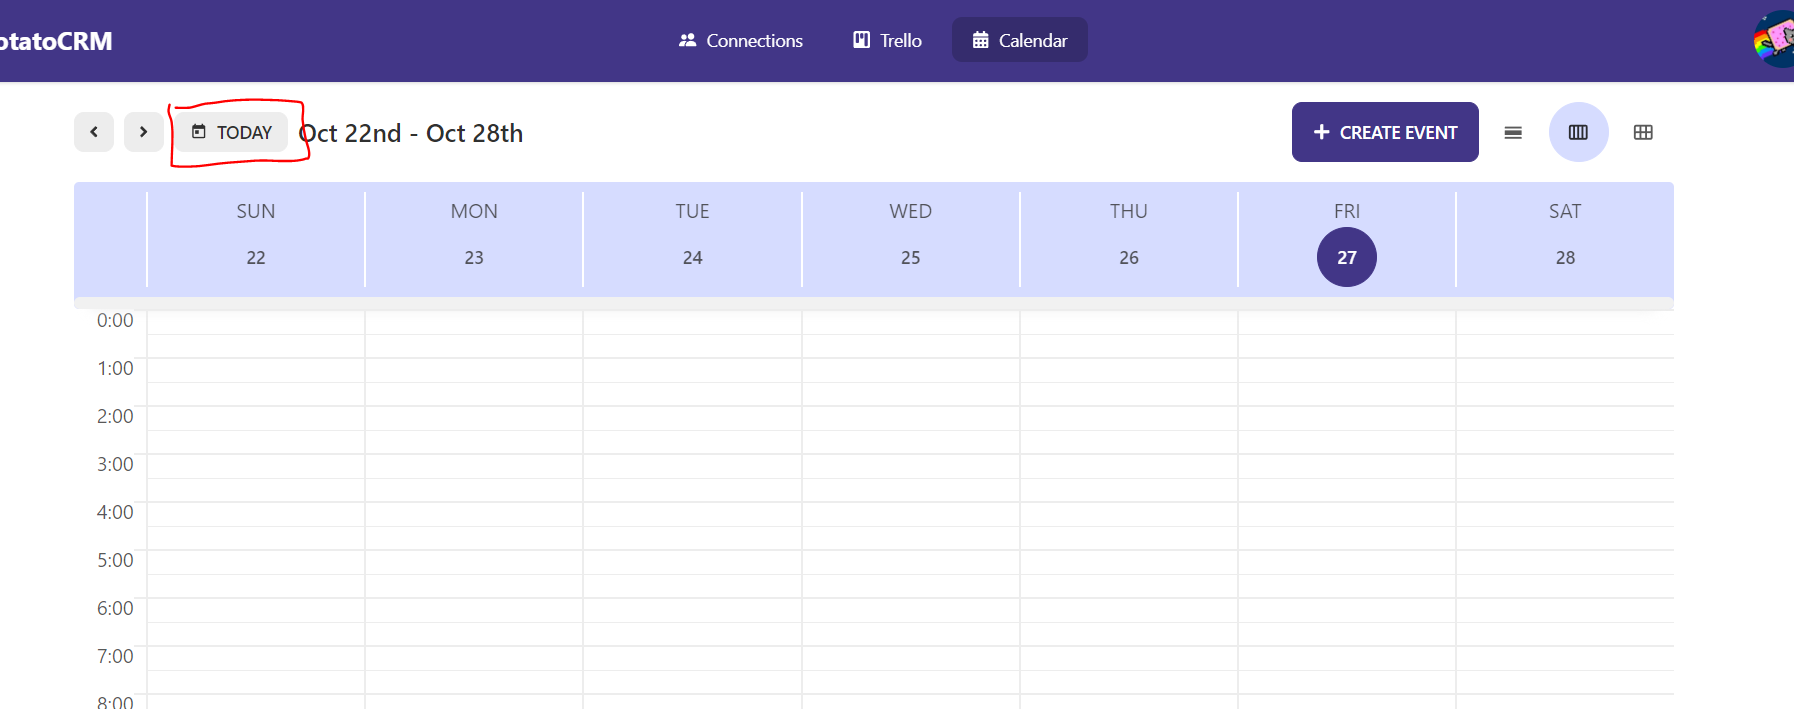 otatoCRM
Connections Trello Calendar
TODAY Oct 22nd - Oct 28th
+ CREATE EVENT
SUN MON TUE WED THU FRI SAT
22 23 24 25 26 27 28
0:00
1:00
2:00
3:00
4:00
5:00
6:00
7:00
8:00